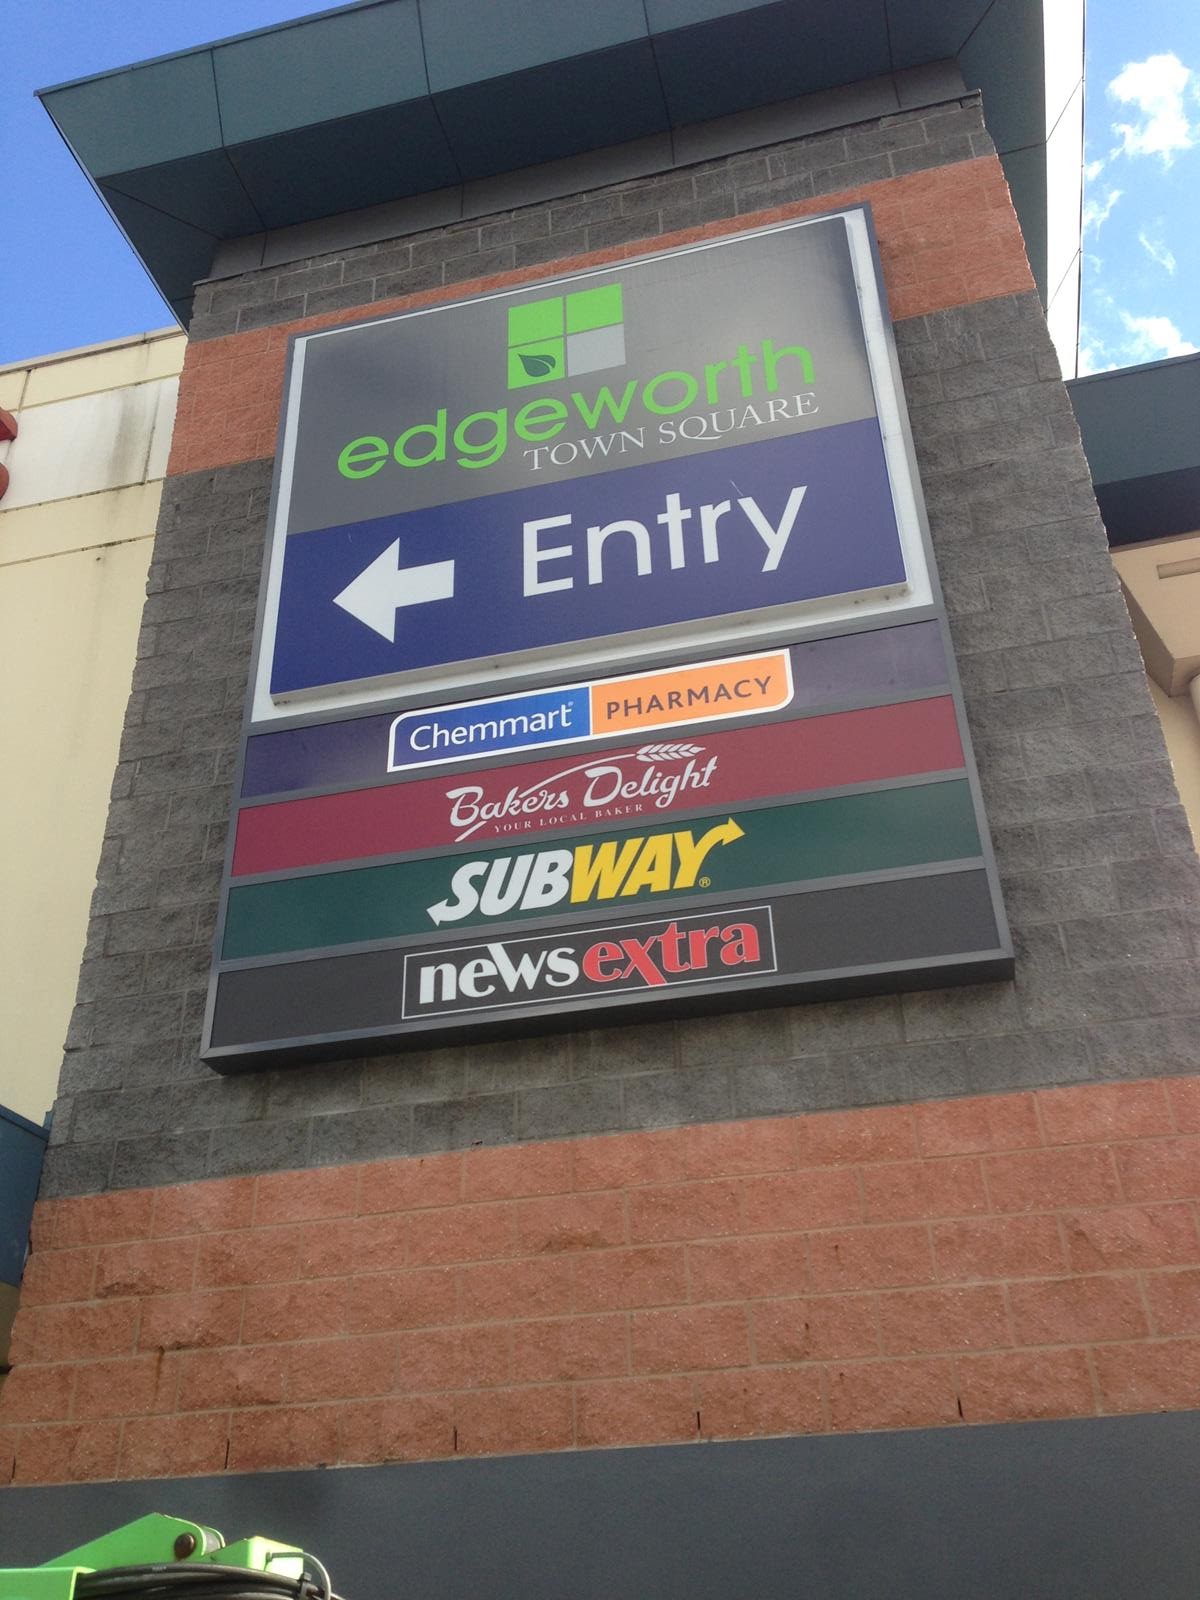 edgeworth
TOWN SQUARE
Entry
Chemmart® PHARMACY
Bakers Delight
YOUR LOCAL BAKER
SUBWAY®
newsextra